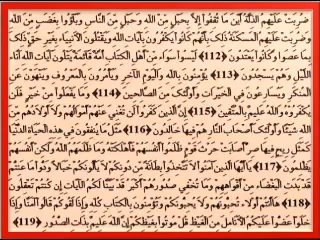 ضربت عليهم الذلة أين ما ثقفوا إلا بحبل من الله وحبل من الناس وباؤوا بغضب من الله
وضربت عليهم المسكنة ذلك بأنهم كانوا يكفرون بآيات الله ويقتلون الأنبياء بغير حق ذلك
بما عصوا وكانوا يعتدون ﴿112﴾ ليسوا سواء من أهل الكتاب أمة قائمة يتلون آيات الله آناء
الليل وهم يسجدون ﴿113﴾ يؤمنون بالله واليوم الآخر ويأمرون بالمعروف وينهون عن
المنكر ويسارعون في الخيرات وأولئك من الصالحين ﴿114﴾ وما يفعلوا من خير فلن
يكفروه والله عليم بالمتقين ﴿115﴾ إن الذين كفروا لن تغني عنهم أموالهم ولا أولادهم من
الله شيئا وأولئك أصحاب النار هم فيها خالدون ﴿116﴾ مثل ما ينفقون في هذه الحياة الدنيا
كمثل ريح فيها صر أصابت حرث قوم ظلموا أنفسهم فأهلكته وما ظلمهم الله ولكن أنفسهم
يظلمون ﴿117﴾ يا أيها الذين آمنوا لا تتخذوا بطانة من دونكم لا يألونكم خبالا ودوا ما عنتم
قد بدت البغضاء من أفواههم وما تخفي صدورهم أكبر قد بينا لكم الآيات إن كنتم تعقلون
﴿118﴾ هاأنتم أولاء تحبونهم ولا يحبونكم وتؤمنون بالكتاب كله وإذا لقوكم قالوا آمنا وإذا
خلوا عضوا عليكم الأنامل من الغيظ قل موتوا بغيظكم إن الله عليم بذات الصدور ﴿119﴾